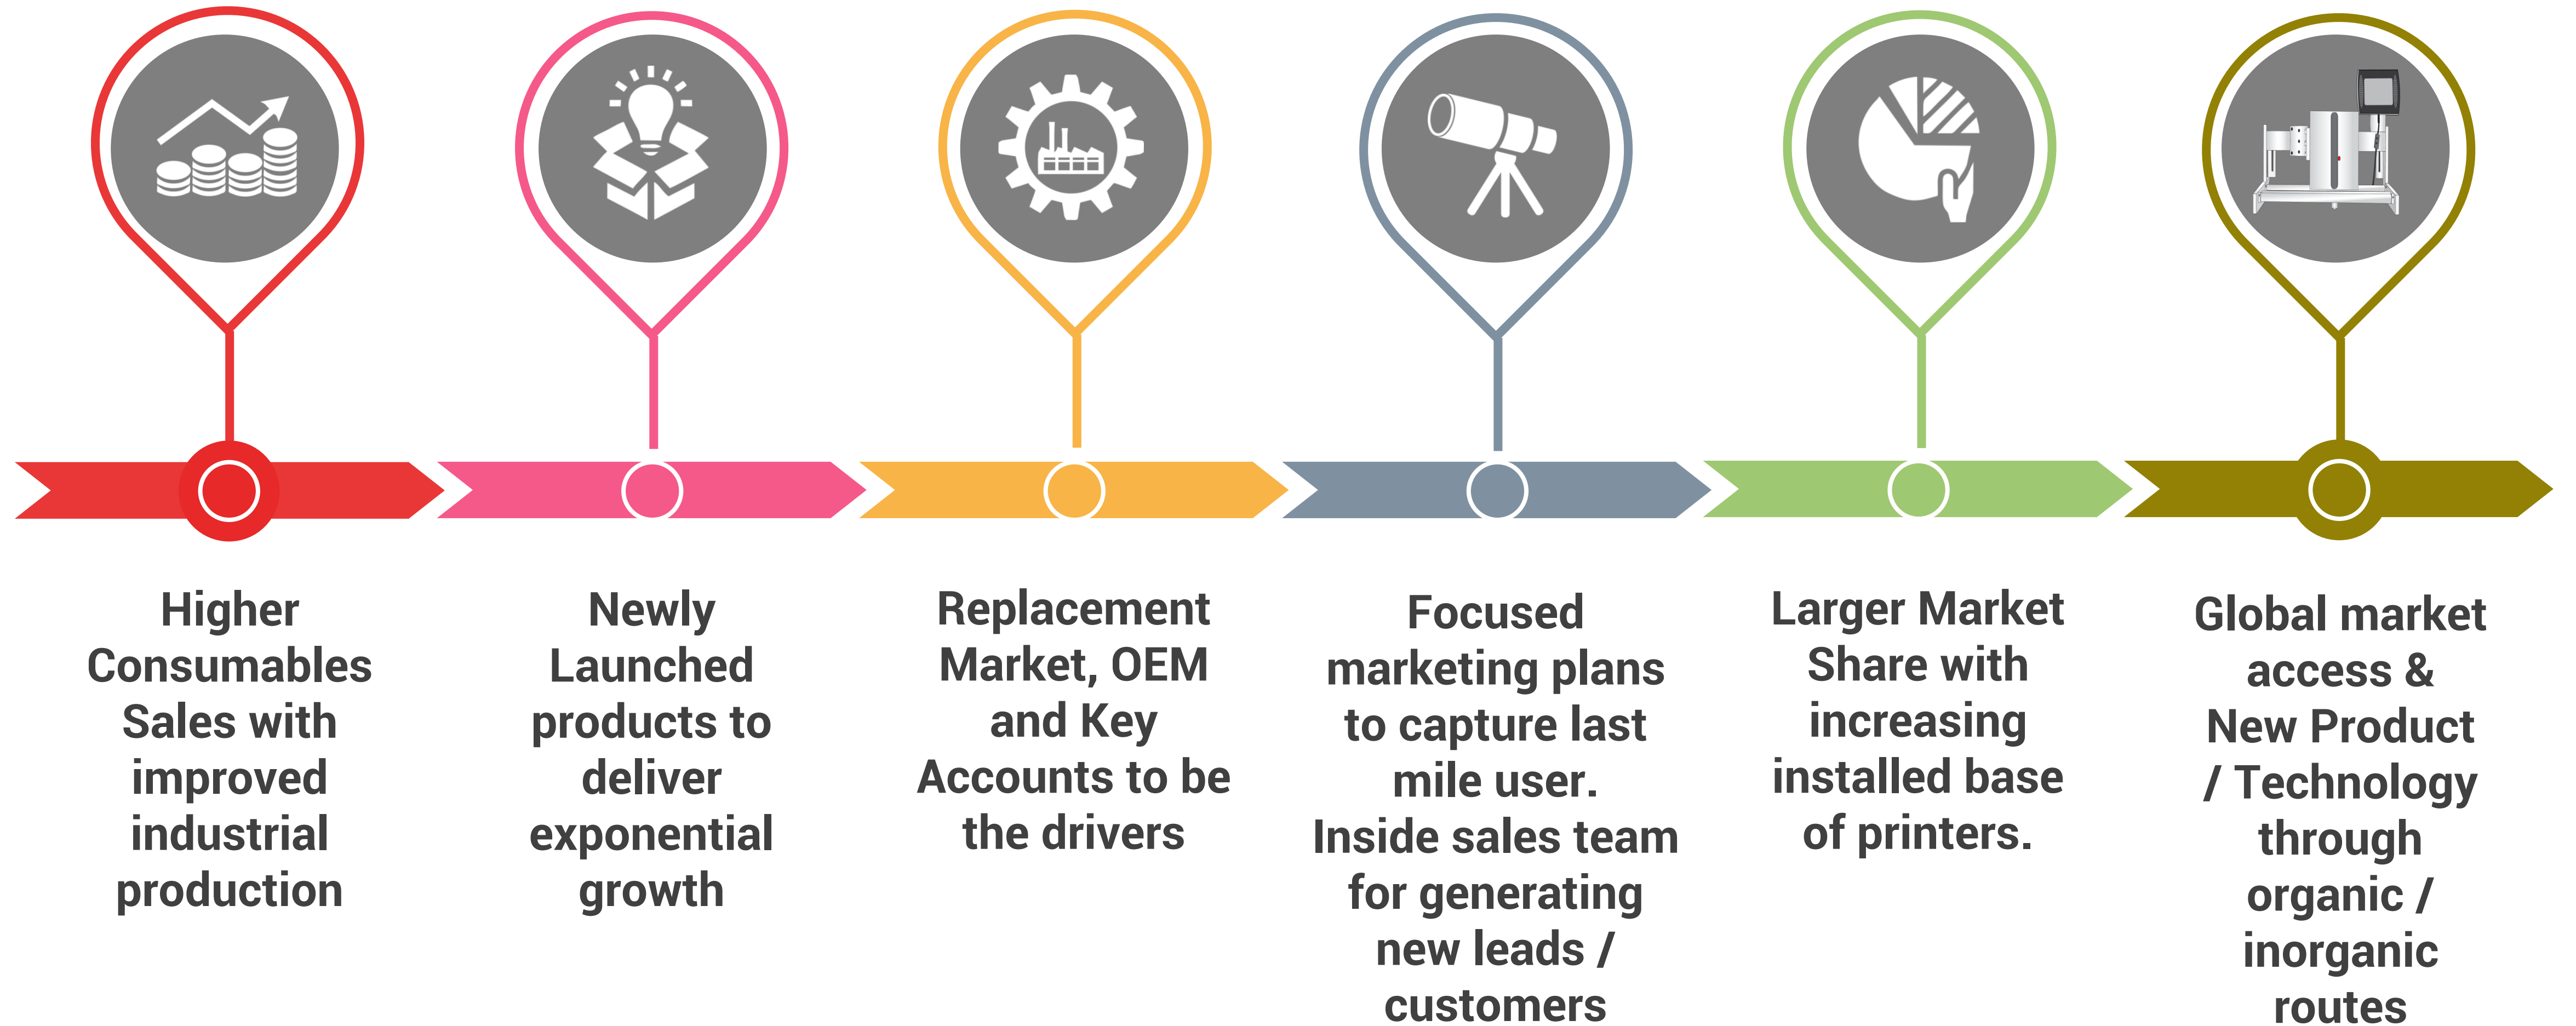 Higher
Consumables
Sales with
improved
industrial
production
Newly
Launched
products to
deliver
exponential
growth
Replacement
Market, OEM
and Key
Accounts to be
the drivers
Focused
marketing plans
to capture last
mile user.
Inside sales team
for generating
new leads /
customers
Larger Market
Share with
increasing
installed base
of printers.
Global market
access &
New Product
/ Technology
through
organic /
inorganic
routes